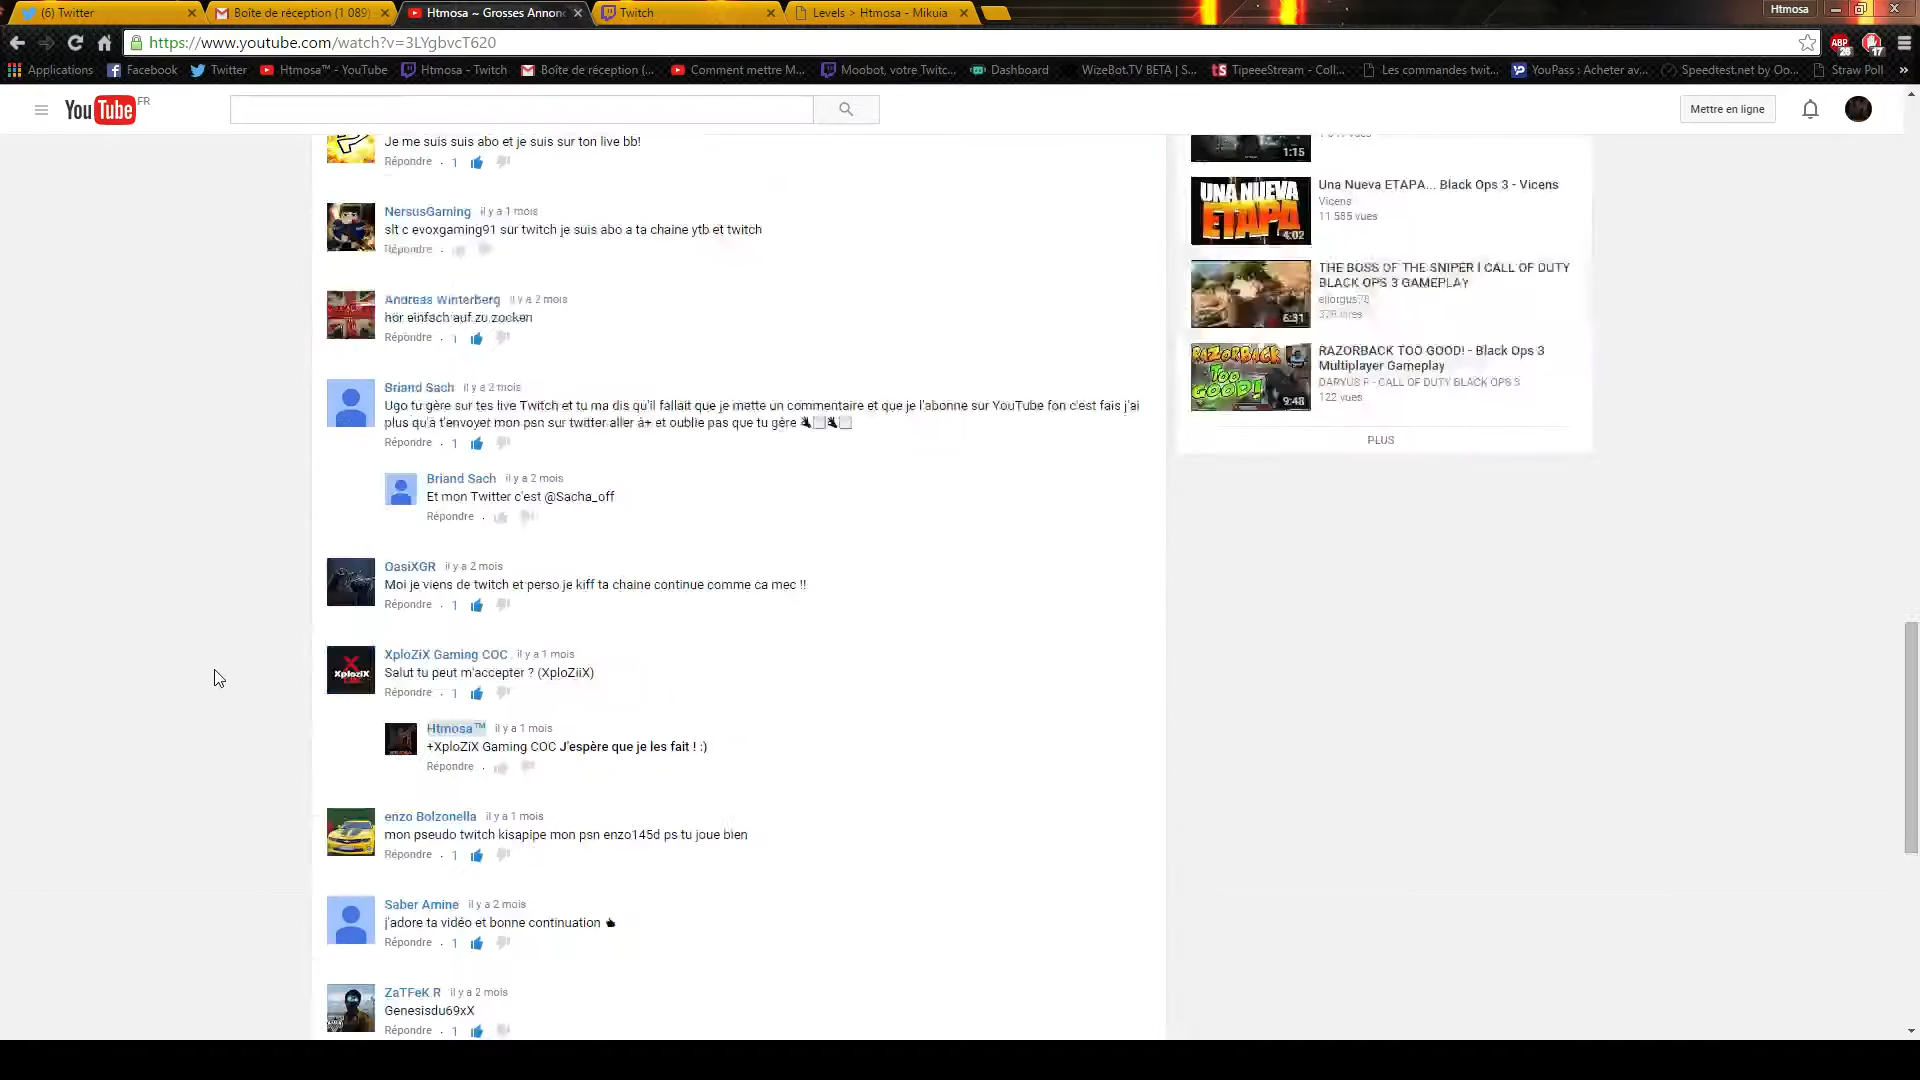 (6) Twitter
Boîte de réception (1 089)
Htmosa ~ Grosses Annon
Twitch
Levels > Htmosa - Mikuia
Htmosa
https://www.youtube.com/watch?v=3LYgbvcT620
ABP
26
17
Applications
Facebook
Twitter
Htmosa™ - YouTube
Htmosa - Twitch
Boîte de réception (...
Comment mettre M...
Moobot, votre Twitc...
Dashboard
WizeBot.TV BETA | S...
TipeeeStream - Coll...
Les commandes twit...
YouPass : Acheter av...
Speedtest.net by Oo...
Straw Poll
»
YouTube FR
Mettre en ligne
Je me suis suis abo et je suis sur ton live bb!
Répondre · 1
NersusGaming il y a 1 mois
slt c evoxgaming91 sur twitch je suis abo a ta chaine ytb et twitch
Répondre ·
Andreas Winterberg il y a 2 mois
hör einfach auf zu zocken
Répondre · 1
Briand Sach il y a 2 mois
Ugo tu gère sur tes live Twitch et tu ma dis qu'il fallait que je mette un commentaire et que je l'abonne sur YouTube fon c'est fais j'ai
plus qu'a t'envoyer mon psn sur twitter aller à+ et oublie pas que tu gère
Répondre · 1
Briand Sach il y a 2 mois
Et mon Twitter c'est @Sacha_off
Répondre ·
OasiXGR il y a 2 mois
Moi je viens de twitch et perso je kiff ta chaine continue comme ca mec !!
Répondre · 1
XploziX
XploZiX Gaming COC il y a 1 mois
Salut tu peut m'accepter ? (XploZiiX)
Répondre · 1
Htmosa™ il y a 1 mois
+XploZiX Gaming COC J'espère que je les fait ! :)
Répondre ·
enzo Bolzonella il y a 1 mois
mon pseudo twitch kisapipe mon psn enzo145d ps tu joue bien
Répondre · 1
Saber Amine il y a 2 mois
j'adore ta vidéo et bonne continuation
Répondre · 1
ZaTFeK R il y a 2 mois
Genesisdu69xX
Répondre · 1
1:15
UNA NUEVA
ETAPA
4:02
Una Nueva ETAPA... Black Ops 3 - Vicens
Vicens
11 585 vues
6:31
THE BOSS OF THE SNIPER I CALL OF DUTY
BLACK OPS 3 GAMEPLAY
RAZORBACK
TOO
GOOD!
9:48
RAZORBACK TOO GOOD! - Black Ops 3
Multiplayer Gameplay
DARYUS R - CALL OF DUTY BLACK OPS 3
122 vues
PLUS